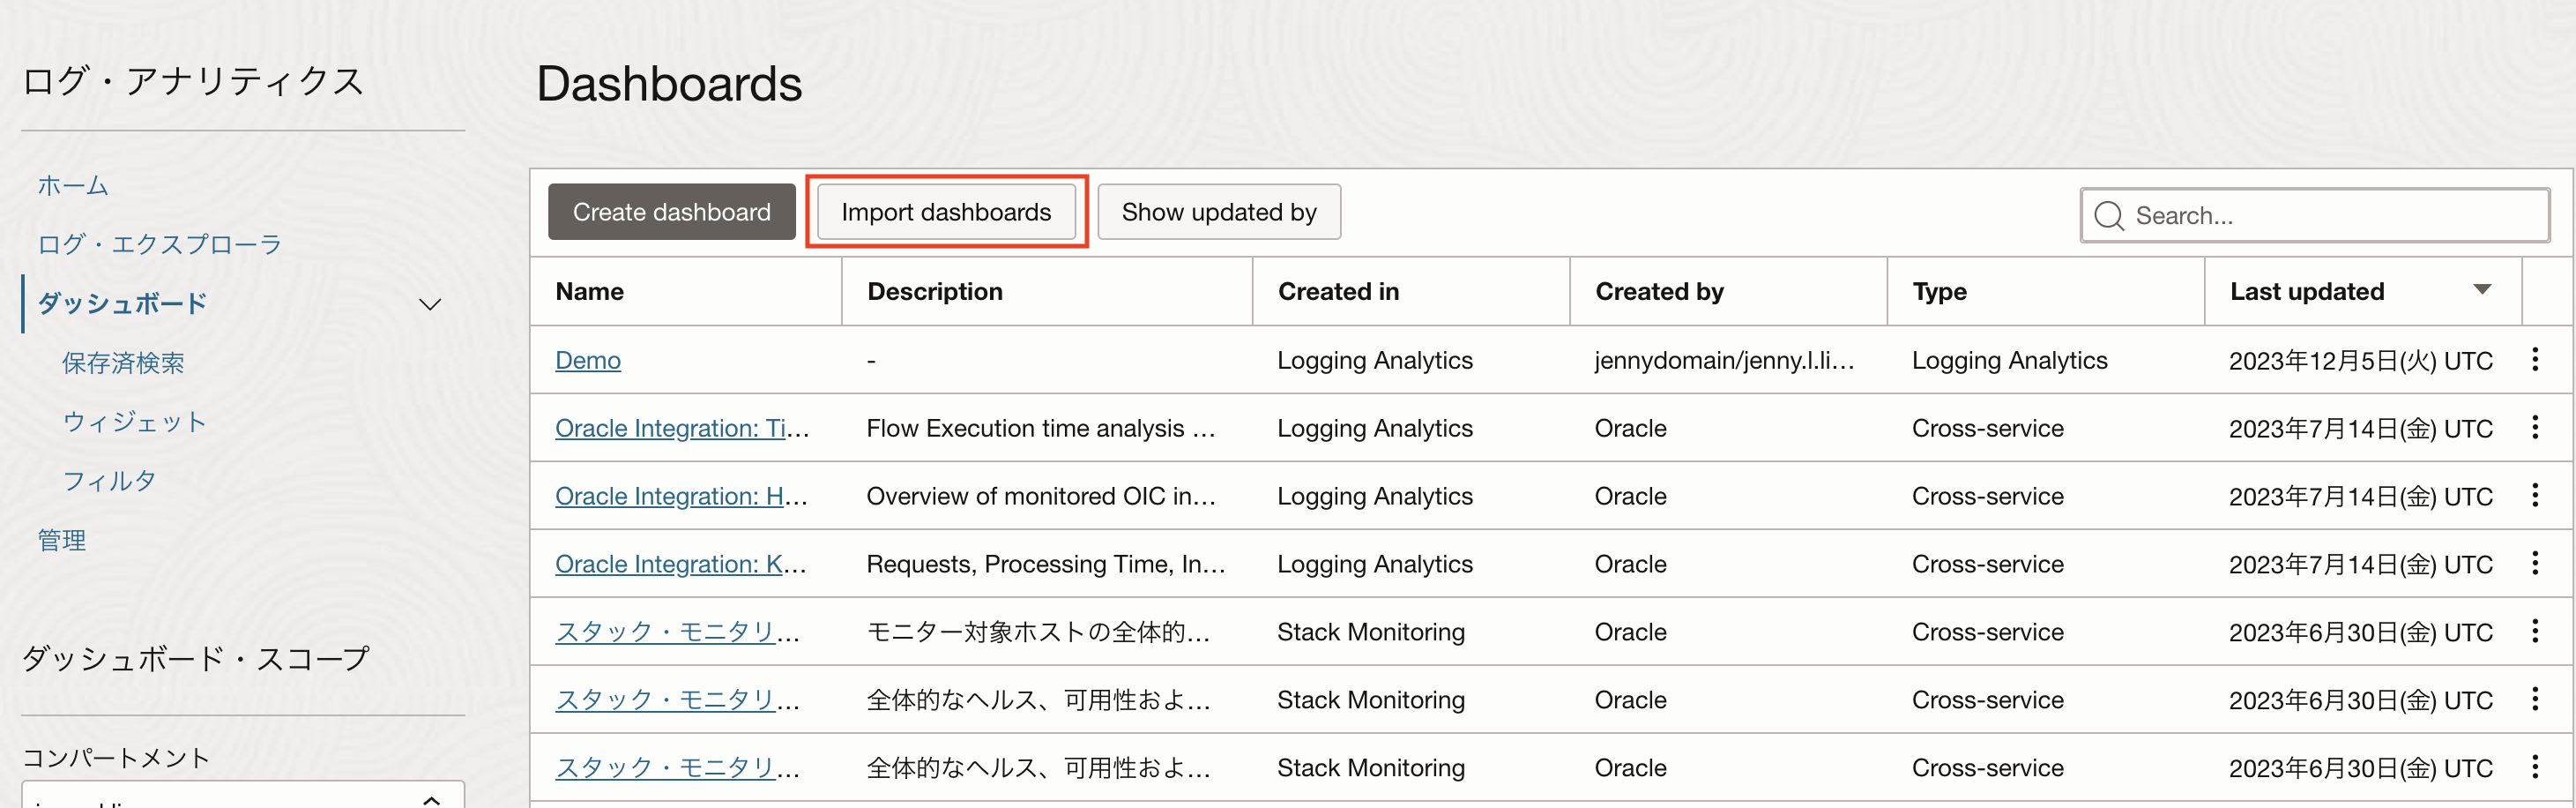 ログ・アナリティクス
ホーム
ログ・エクスプローラ
ダッシュボード
保存済検索
ウィジェット
フィルタ
管理
ダッシュボード・スコープ
コンパートメント
Dashboards
Create dashboard Import dashboards Show updated by Search...
Name Description Created in Created by Type Last updated
Demo - Logging Analytics jennydomain/jenny.l.li... Logging Analytics 2023年12月5日(火) UTC
Oracle Integration: Ti... Flow Execution time analysis ... Logging Analytics Oracle Cross-service 2023年7月14日(金) UTC
Oracle Integration: H... Overview of monitored OIC in... Logging Analytics Oracle Cross-service 2023年7月14日(金) UTC
Oracle Integration: K... Requests, Processing Time, In... Logging Analytics Oracle Cross-service 2023年7月14日(金) UTC
スタック・モニタリ... モニター対象ホストの全体的... Stack Monitoring Oracle Cross-service 2023年6月30日(金) UTC
スタック・モニタリ... 全体的なヘルス、可用性およ... Stack Monitoring Oracle Cross-service 2023年6月30日(金) UTC
スタック・モニタリ... 全体的なヘルス、可用性およ... Stack Monitoring Oracle Cross-service 2023年6月30日(金) UTC